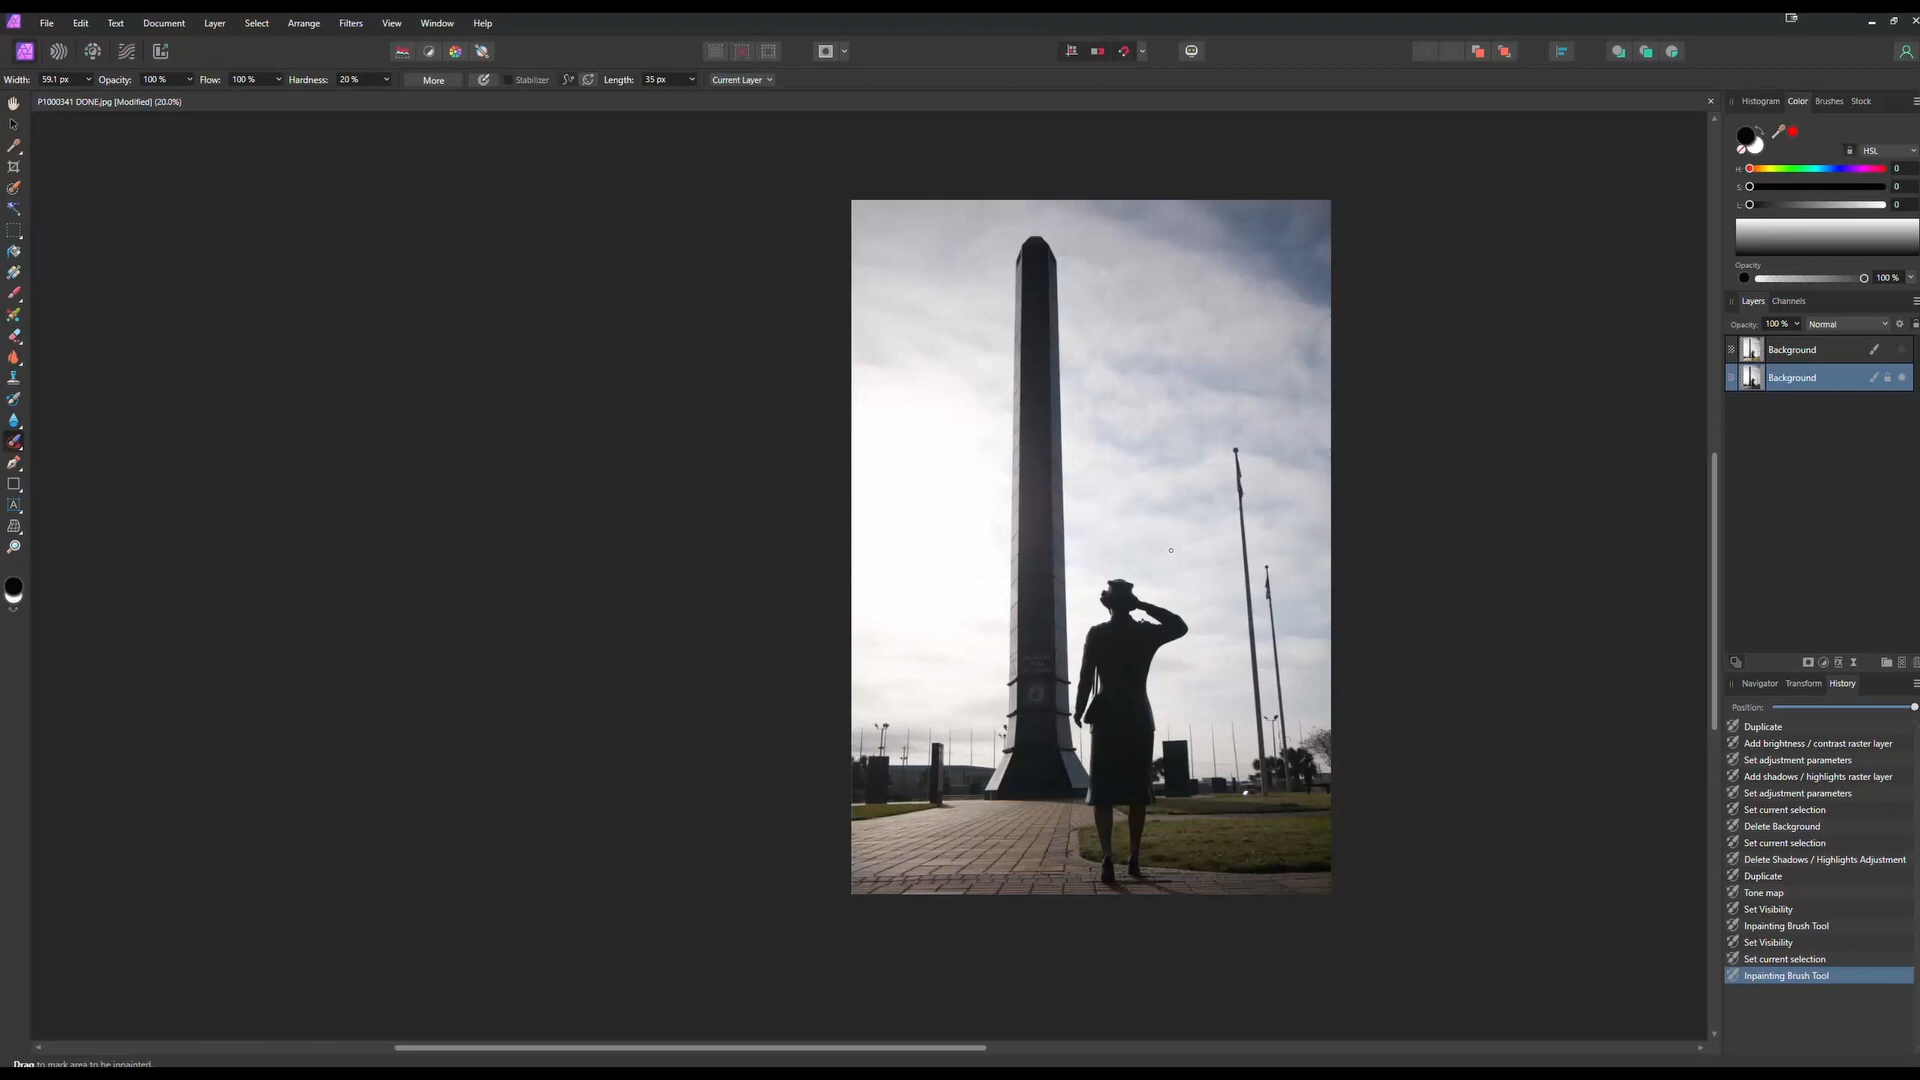 File Edit Text Document Layer Select Arrange Filters View Window Help
Width: 59.1 px Opacity: 100 % Flow: 100 % Hardness: 20 % More Stabilizer Length: 35 px Current Layer
P1000341 DONE.jpg [Modified] (20.0%)
Histogram Color Brushes Stock
HSL
H: 0
S: 0
L: 0
Opacity
100 %
Layers Channels
Opacity: 100 % Normal
Background
Background
Navigator Transform History
Position:
Duplicate
Add brightness / contrast raster layer
Set adjustment parameters
Add shadows / highlights raster layer
Set adjustment parameters
Set current selection
Delete Background
Set current selection
Delete Shadows / Highlights Adjustment
Duplicate
Tone map
Set Visibility
Inpainting Brush Tool
Set Visibility
Set current selection
Inpainting Brush Tool
Drag to mark area to be inpainted.